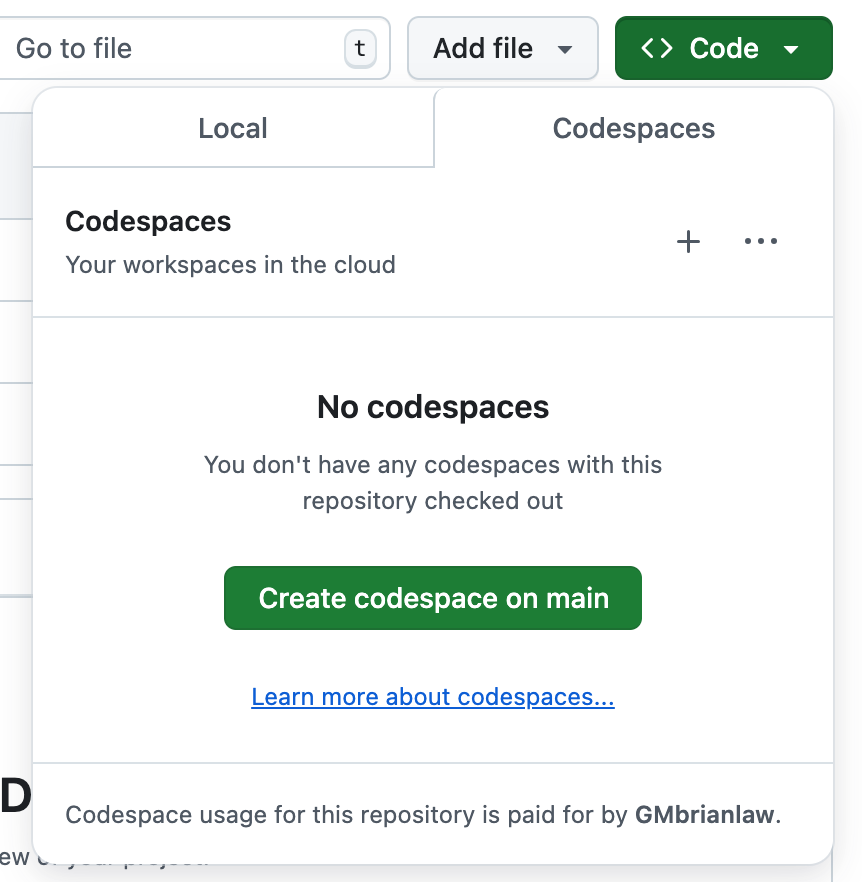 Go to file
t
Add file
Code
Local
Codespaces
Codespaces
Your workspaces in the cloud
No codespaces
You don't have any codespaces with this
repository checked out
Create codespace on main
Learn more about codespaces...
Codespace usage for this repository is paid for by GMbrianlaw.